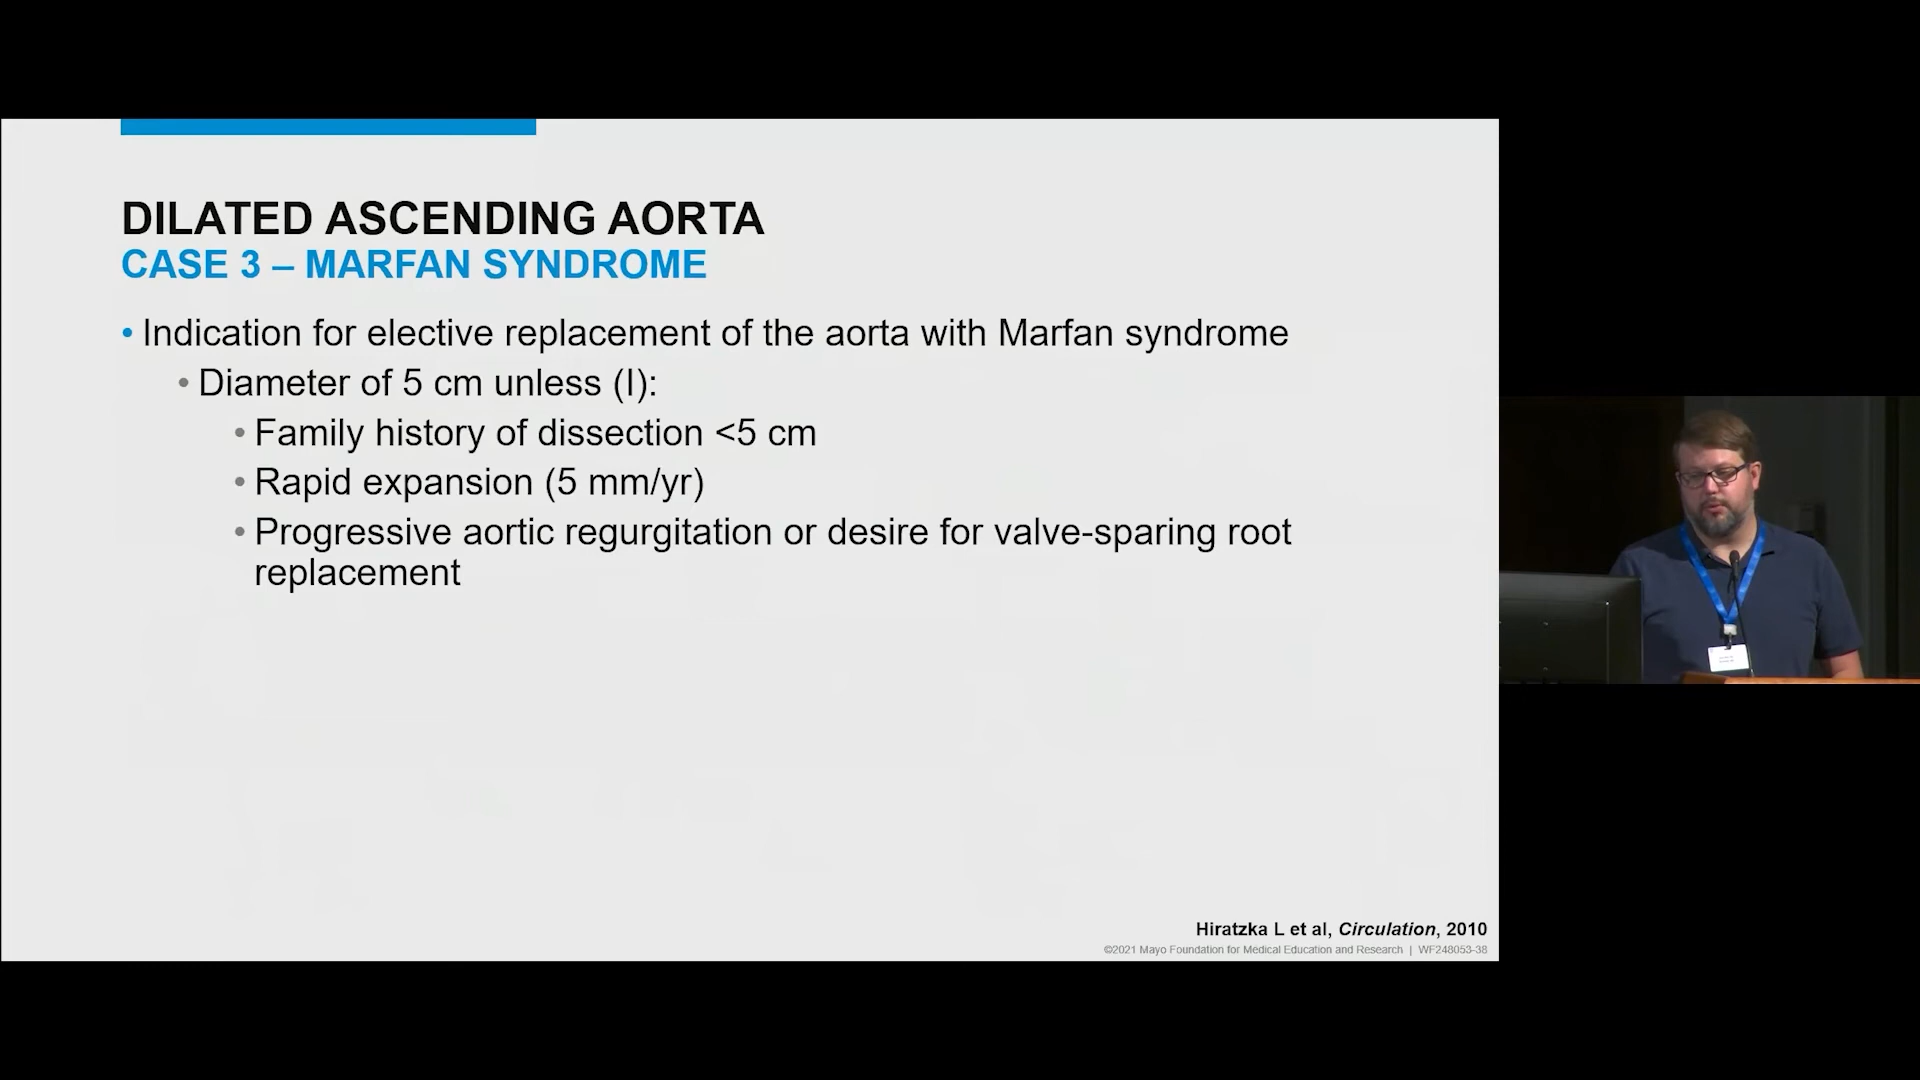 DILATED ASCENDING AORTA
CASE 3 – MARFAN SYNDROME
• Indication for elective replacement of the aorta with Marfan syndrome
• Diameter of 5 cm unless (I):
• Family history of dissection <5 cm
• Rapid expansion (5 mm/yr)
• Progressive aortic regurgitation or desire for valve-sparing root
replacement
Hiratzka L et al, Circulation, 2010
©2021 Mayo Foundation for Medical Education and Research | WF248053-38